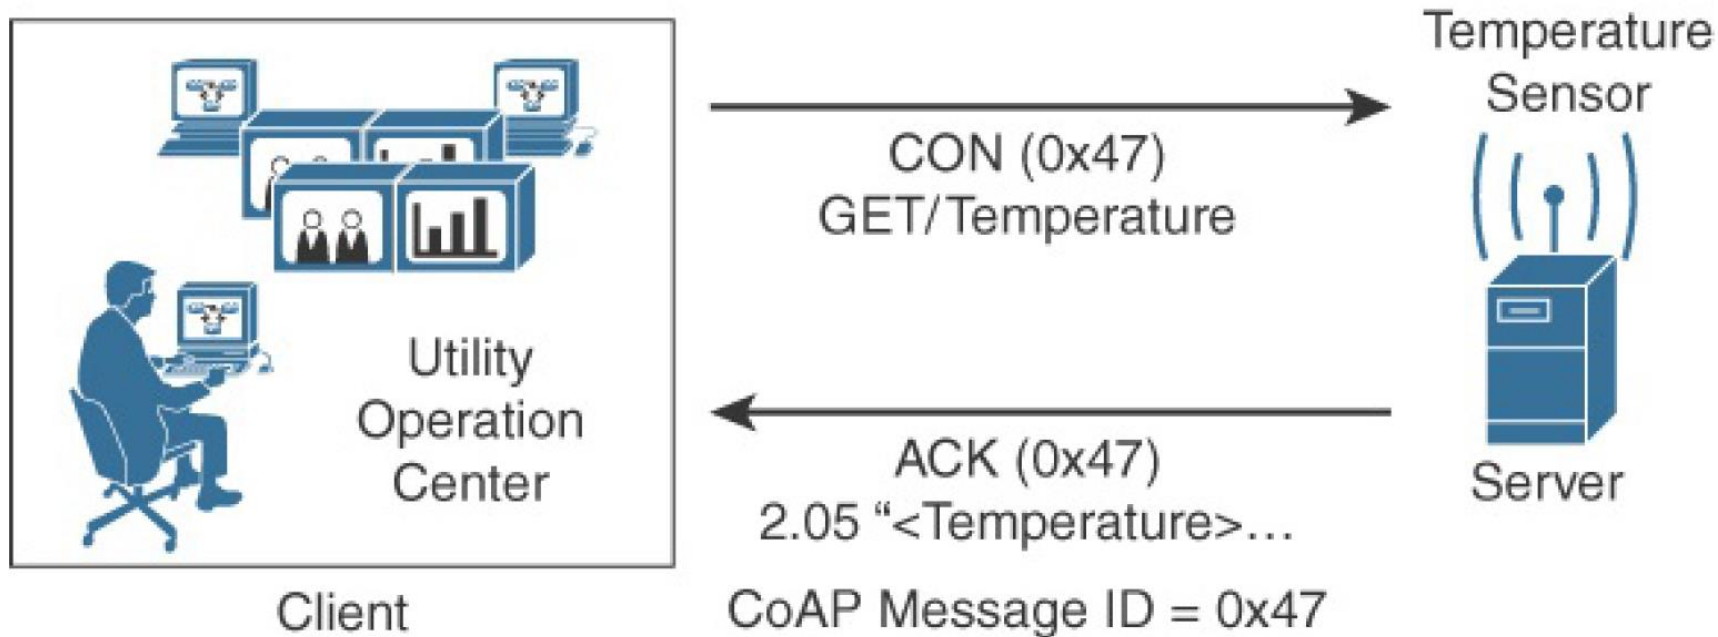 Temperature
Sensor
CON (0x47)
GET/Temperature
Utility
Operation
Center
ACK (0x47)
2.05 “<Temperature>…
Server
Client
CoAP Message ID = 0x47